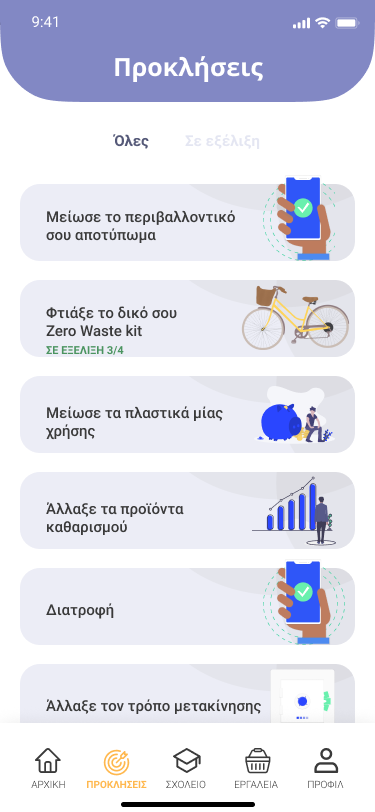 9:41
Προκλήσεις
Όλες
Σε εξέλιξη
Μείωσε το περιβαλλοντικό
σου αποτύπωμα
Φτιάξε το δικό σου
Zero Waste kit
ΣΕ ΕΞΕΛΙΞΗ 3/4
Μείωσε τα πλαστικά μίας
χρήσης
Άλλαξε τα προϊόντα
καθαρισμού
Διατροφή
Άλλαξε τον τρόπο μετακίνησης
ΑΡΧΙΚΗ
ΠΡΟΚΛΗΣΕΙΣ
ΣΧΟΛΕΙΟ
ΕΡΓΑΛΕΙΑ
ΠΡΟΦΙΛ